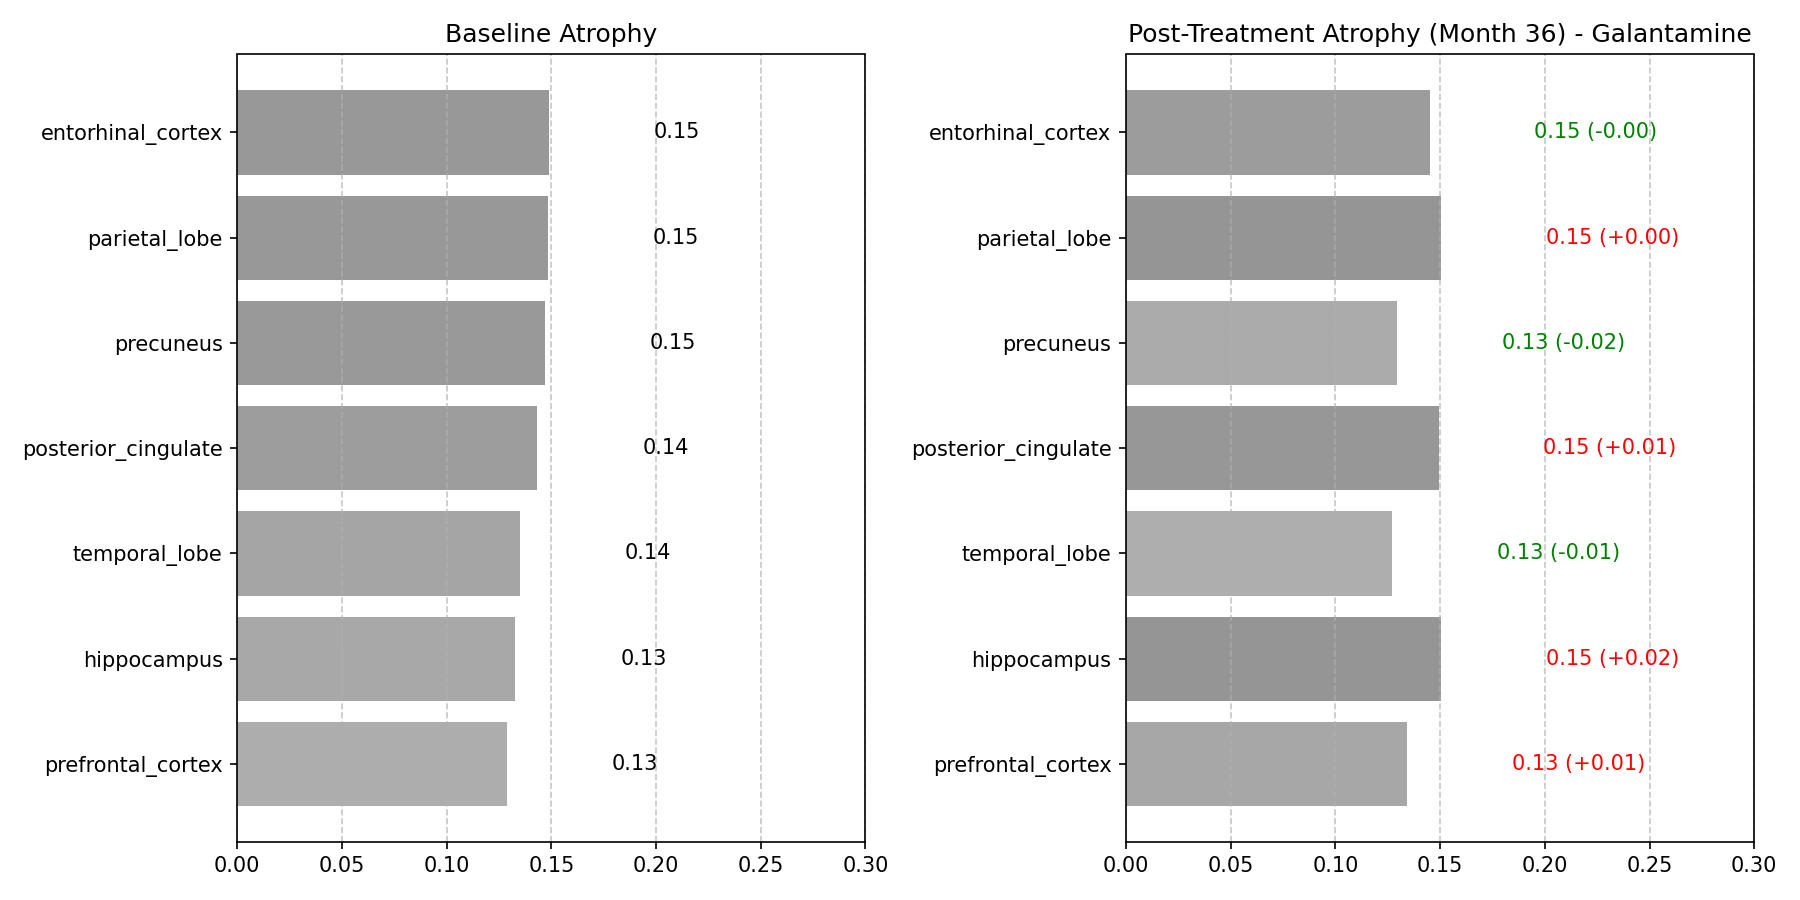 Baseline Atrophy
entorhinal_cortex 0.15
parietal_lobe 0.15
precuneus 0.15
posterior_cingulate 0.14
temporal_lobe 0.14
hippocampus 0.13
prefrontal_cortex 0.13
0.00 0.05 0.10 0.15 0.20 0.25 0.30
Post-Treatment Atrophy (Month 36) - Galantamine
entorhinal_cortex 0.15 (-0.00)
parietal_lobe 0.15 (+0.00)
precuneus 0.13 (-0.02)
posterior_cingulate 0.15 (+0.01)
temporal_lobe 0.13 (-0.01)
hippocampus 0.15 (+0.02)
prefrontal_cortex 0.13 (+0.01)
0.00 0.05 0.10 0.15 0.20 0.25 0.30